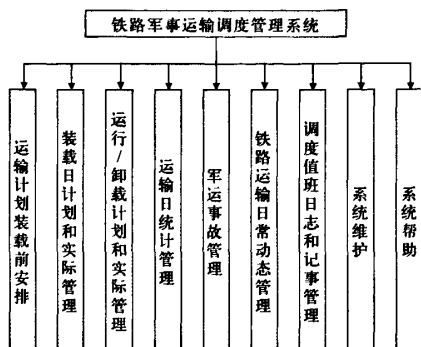 铁路军事运输调度管理系统
运输计划装载前安排
装载日计划和实际管理
运行/卸载计划和实际管理
运输日统计管理
军运事故管理
铁路运输日常动态管理
调度值班日志和记事管理
系统维护
系统帮助